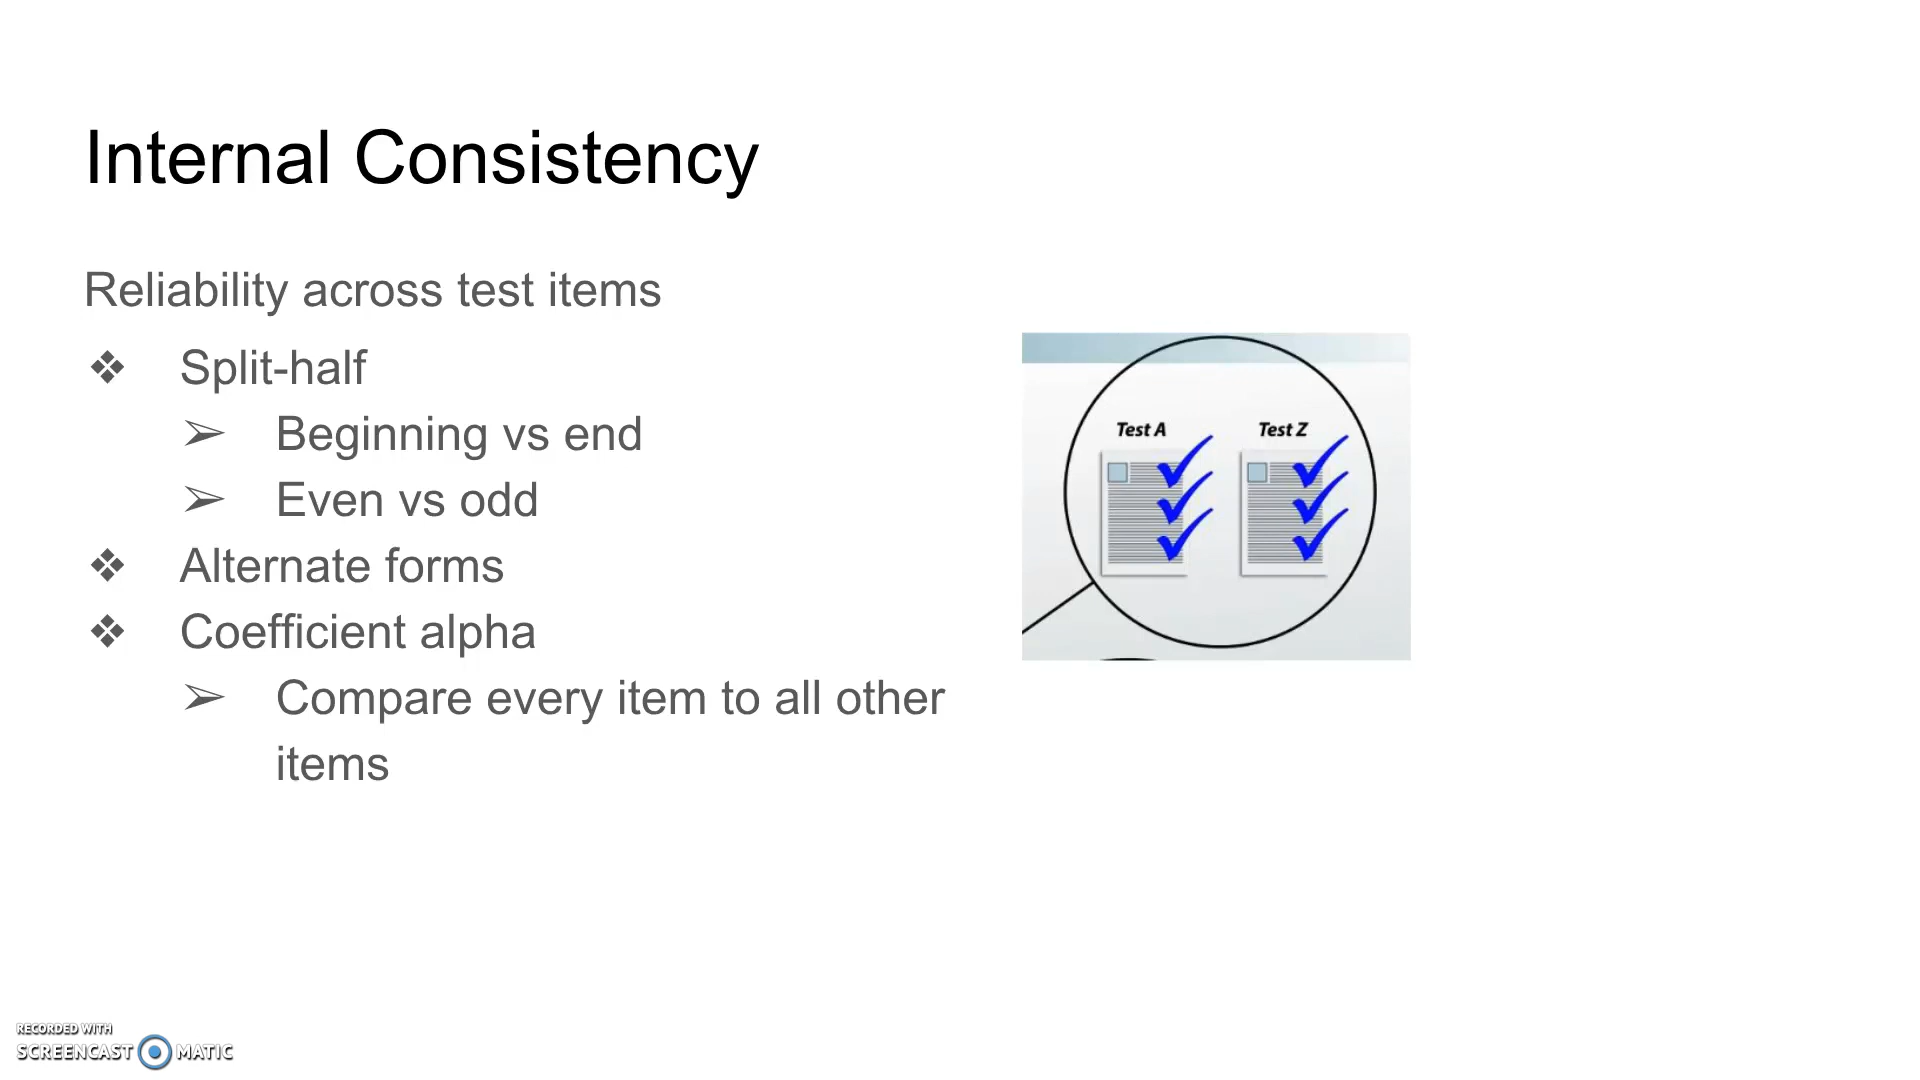 Internal Consistency
Reliability across test items
❖ Split-half
➢ Beginning vs end
➢ Even vs odd
❖ Alternate forms
❖ Coefficient alpha
➢ Compare every item to all other
items
Test A Test Z
RECORDED WITH
SCREENCAST MATIC